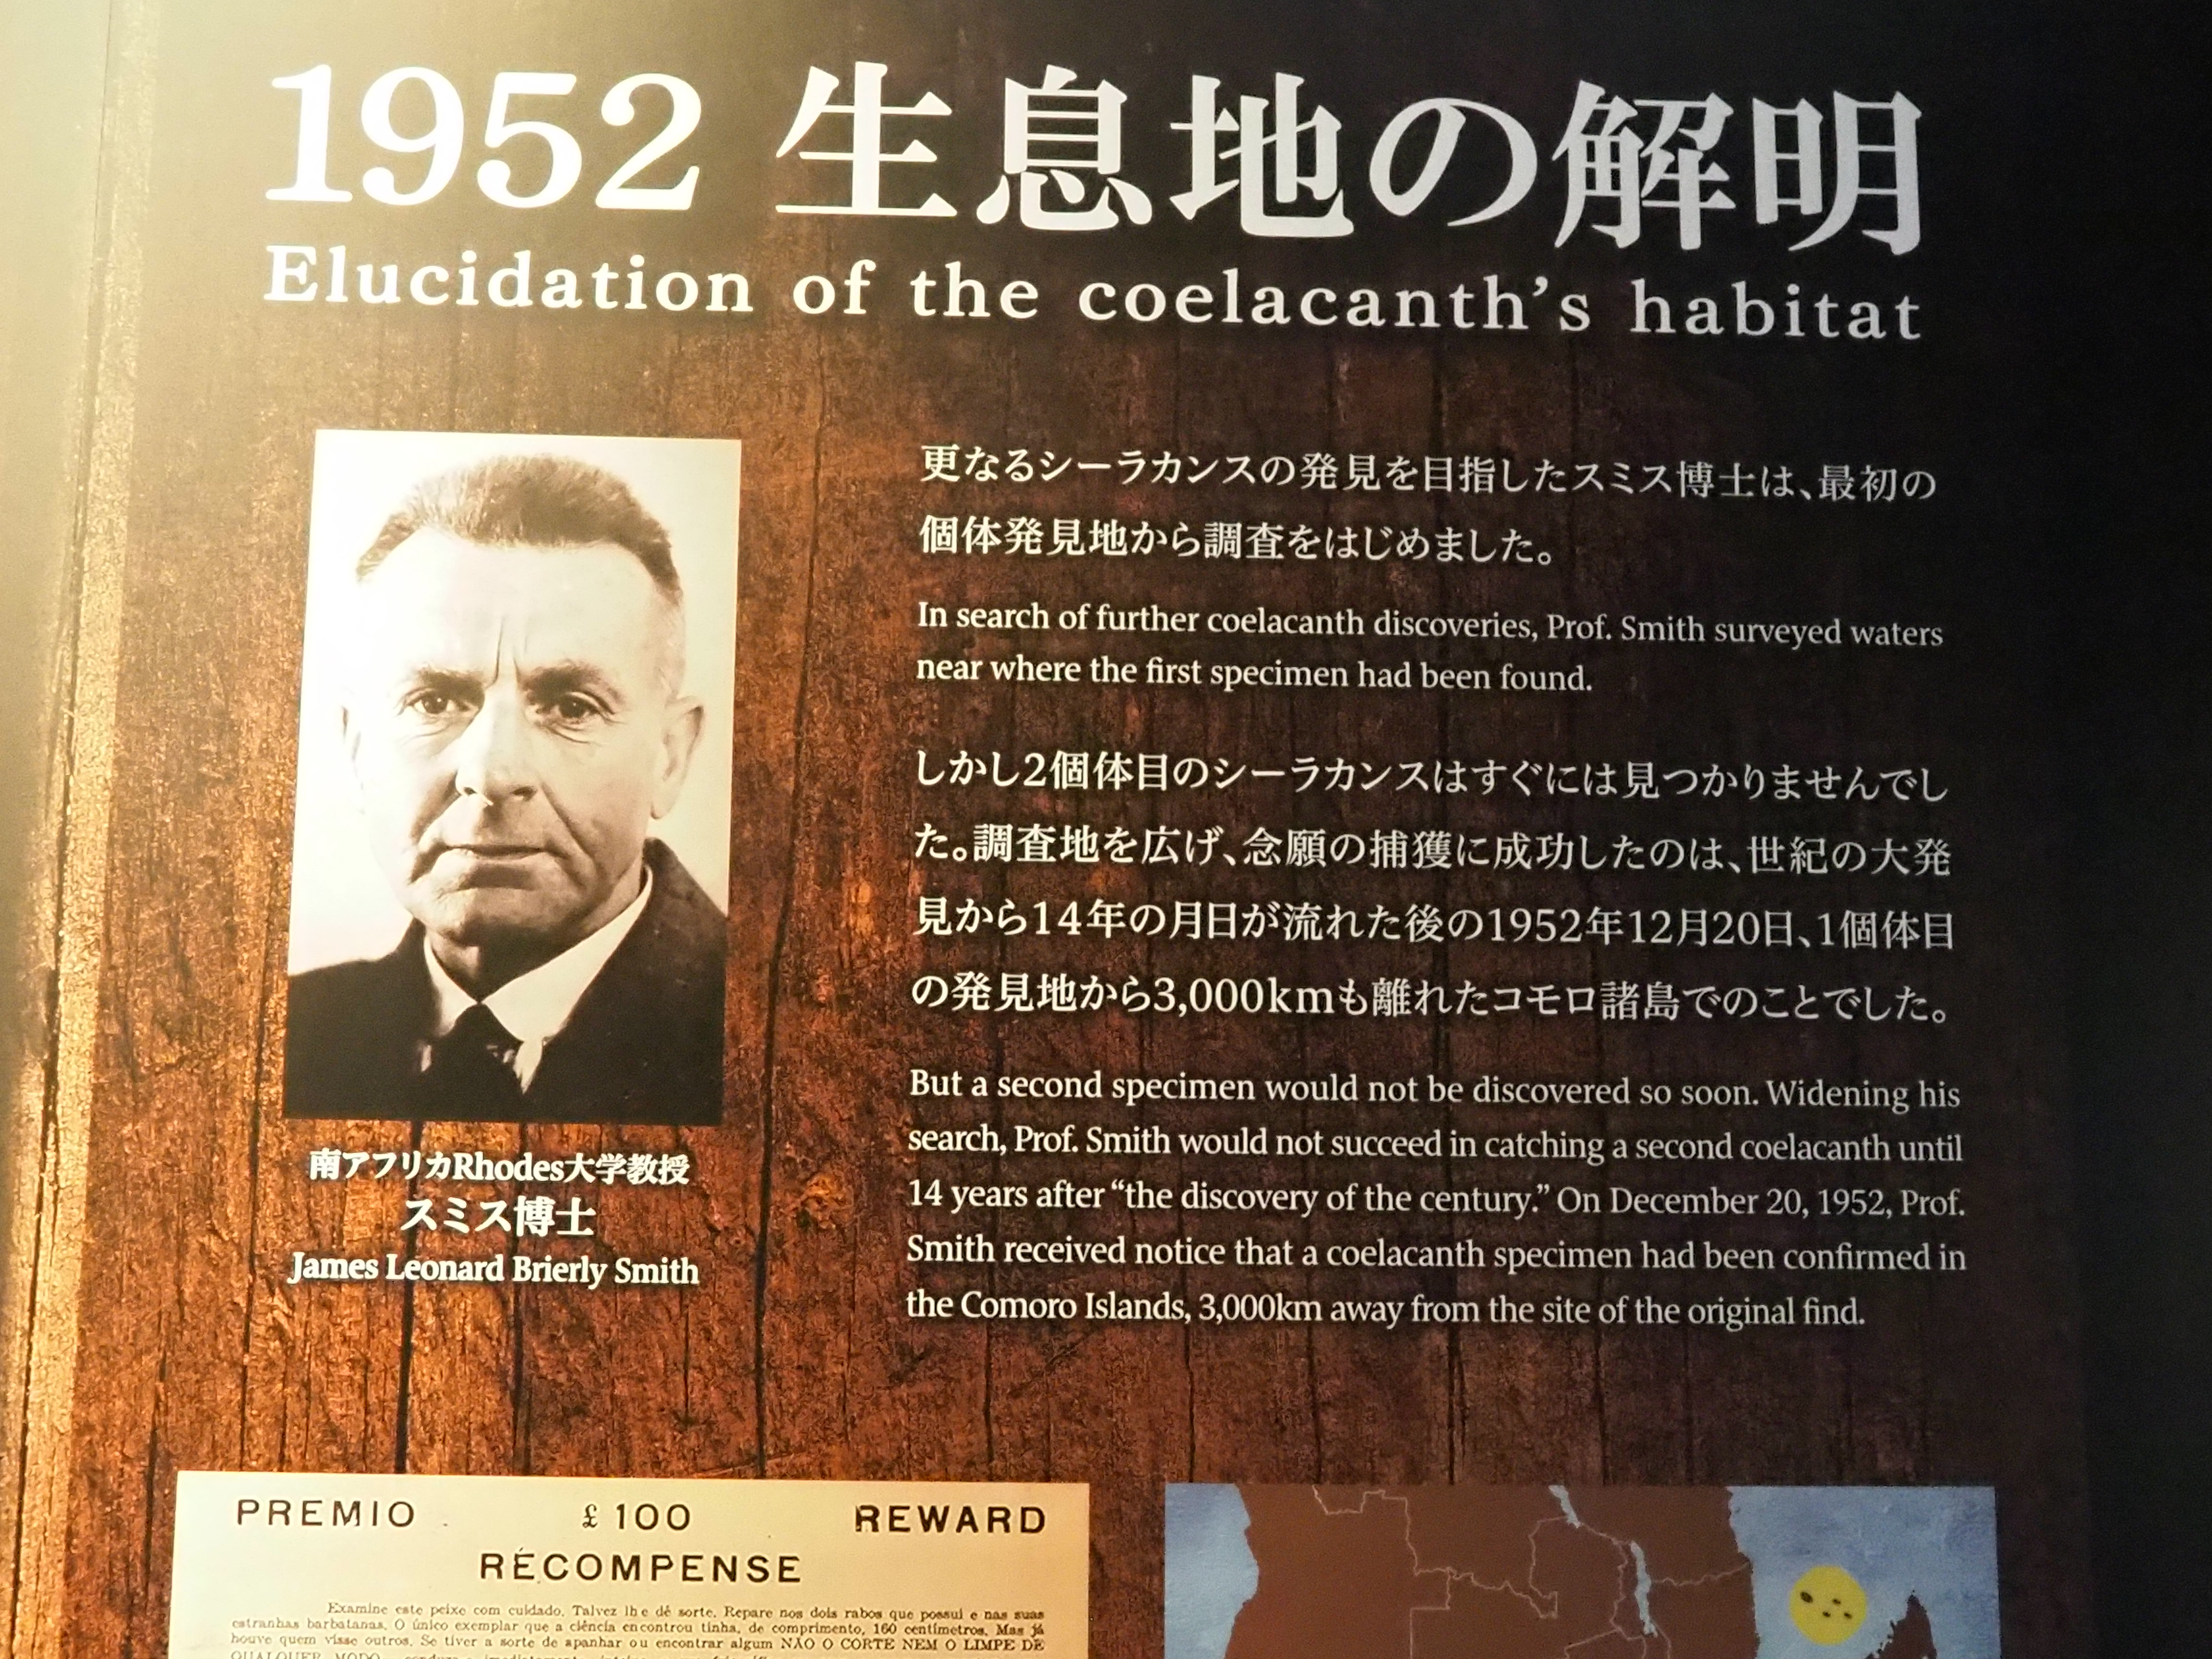 1952 生息地の解明
Elucidation of the coelacanth’s habitat
更なるシーラカンスの発見を目指したスミス博士は、最初の
個体発見地から調査をはじめました。
In search of further coelacanth discoveries, Prof. Smith surveyed waters
near where the first specimen had been found.
しかし2個体目のシーラカンスはすぐには見つかりませんでし
た。調査地を広げ、念願の捕獲に成功したのは、世紀の大発
見から14年の月日が流れた後の1952年12月20日、1個体目
の発見地から3,000kmも離れたコモロ諸島でのことでした。
But a second specimen would not be discovered so soon. Widening his
search, Prof. Smith would not succeed in catching a second coelacanth until
14 years after “the discovery of the century.” On December 20, 1952, Prof.
Smith received notice that a coelacanth specimen had been confirmed in
the Comoro Islands, 3,000km away from the site of the original find.
南アフリカRhodes大学教授
スミス博士
James Leonard Brierly Smith
PREMIO £ 100 REWARD
RÉCOMPENSE
Examine este peixe com cuidado. Talvez lhe dê sorte. Repare nos dois rabos que possui e nas suas
estranhas barbatanas. O único exemplar que a ciência encontrou tinha, de comprimento, 160 centímetros. Mas já
houve quem visse outros. Se tiver a sorte de apanhar ou encontrar algum NÃO O CORTE NEM O LIMPE DE
QUALQUER MODO